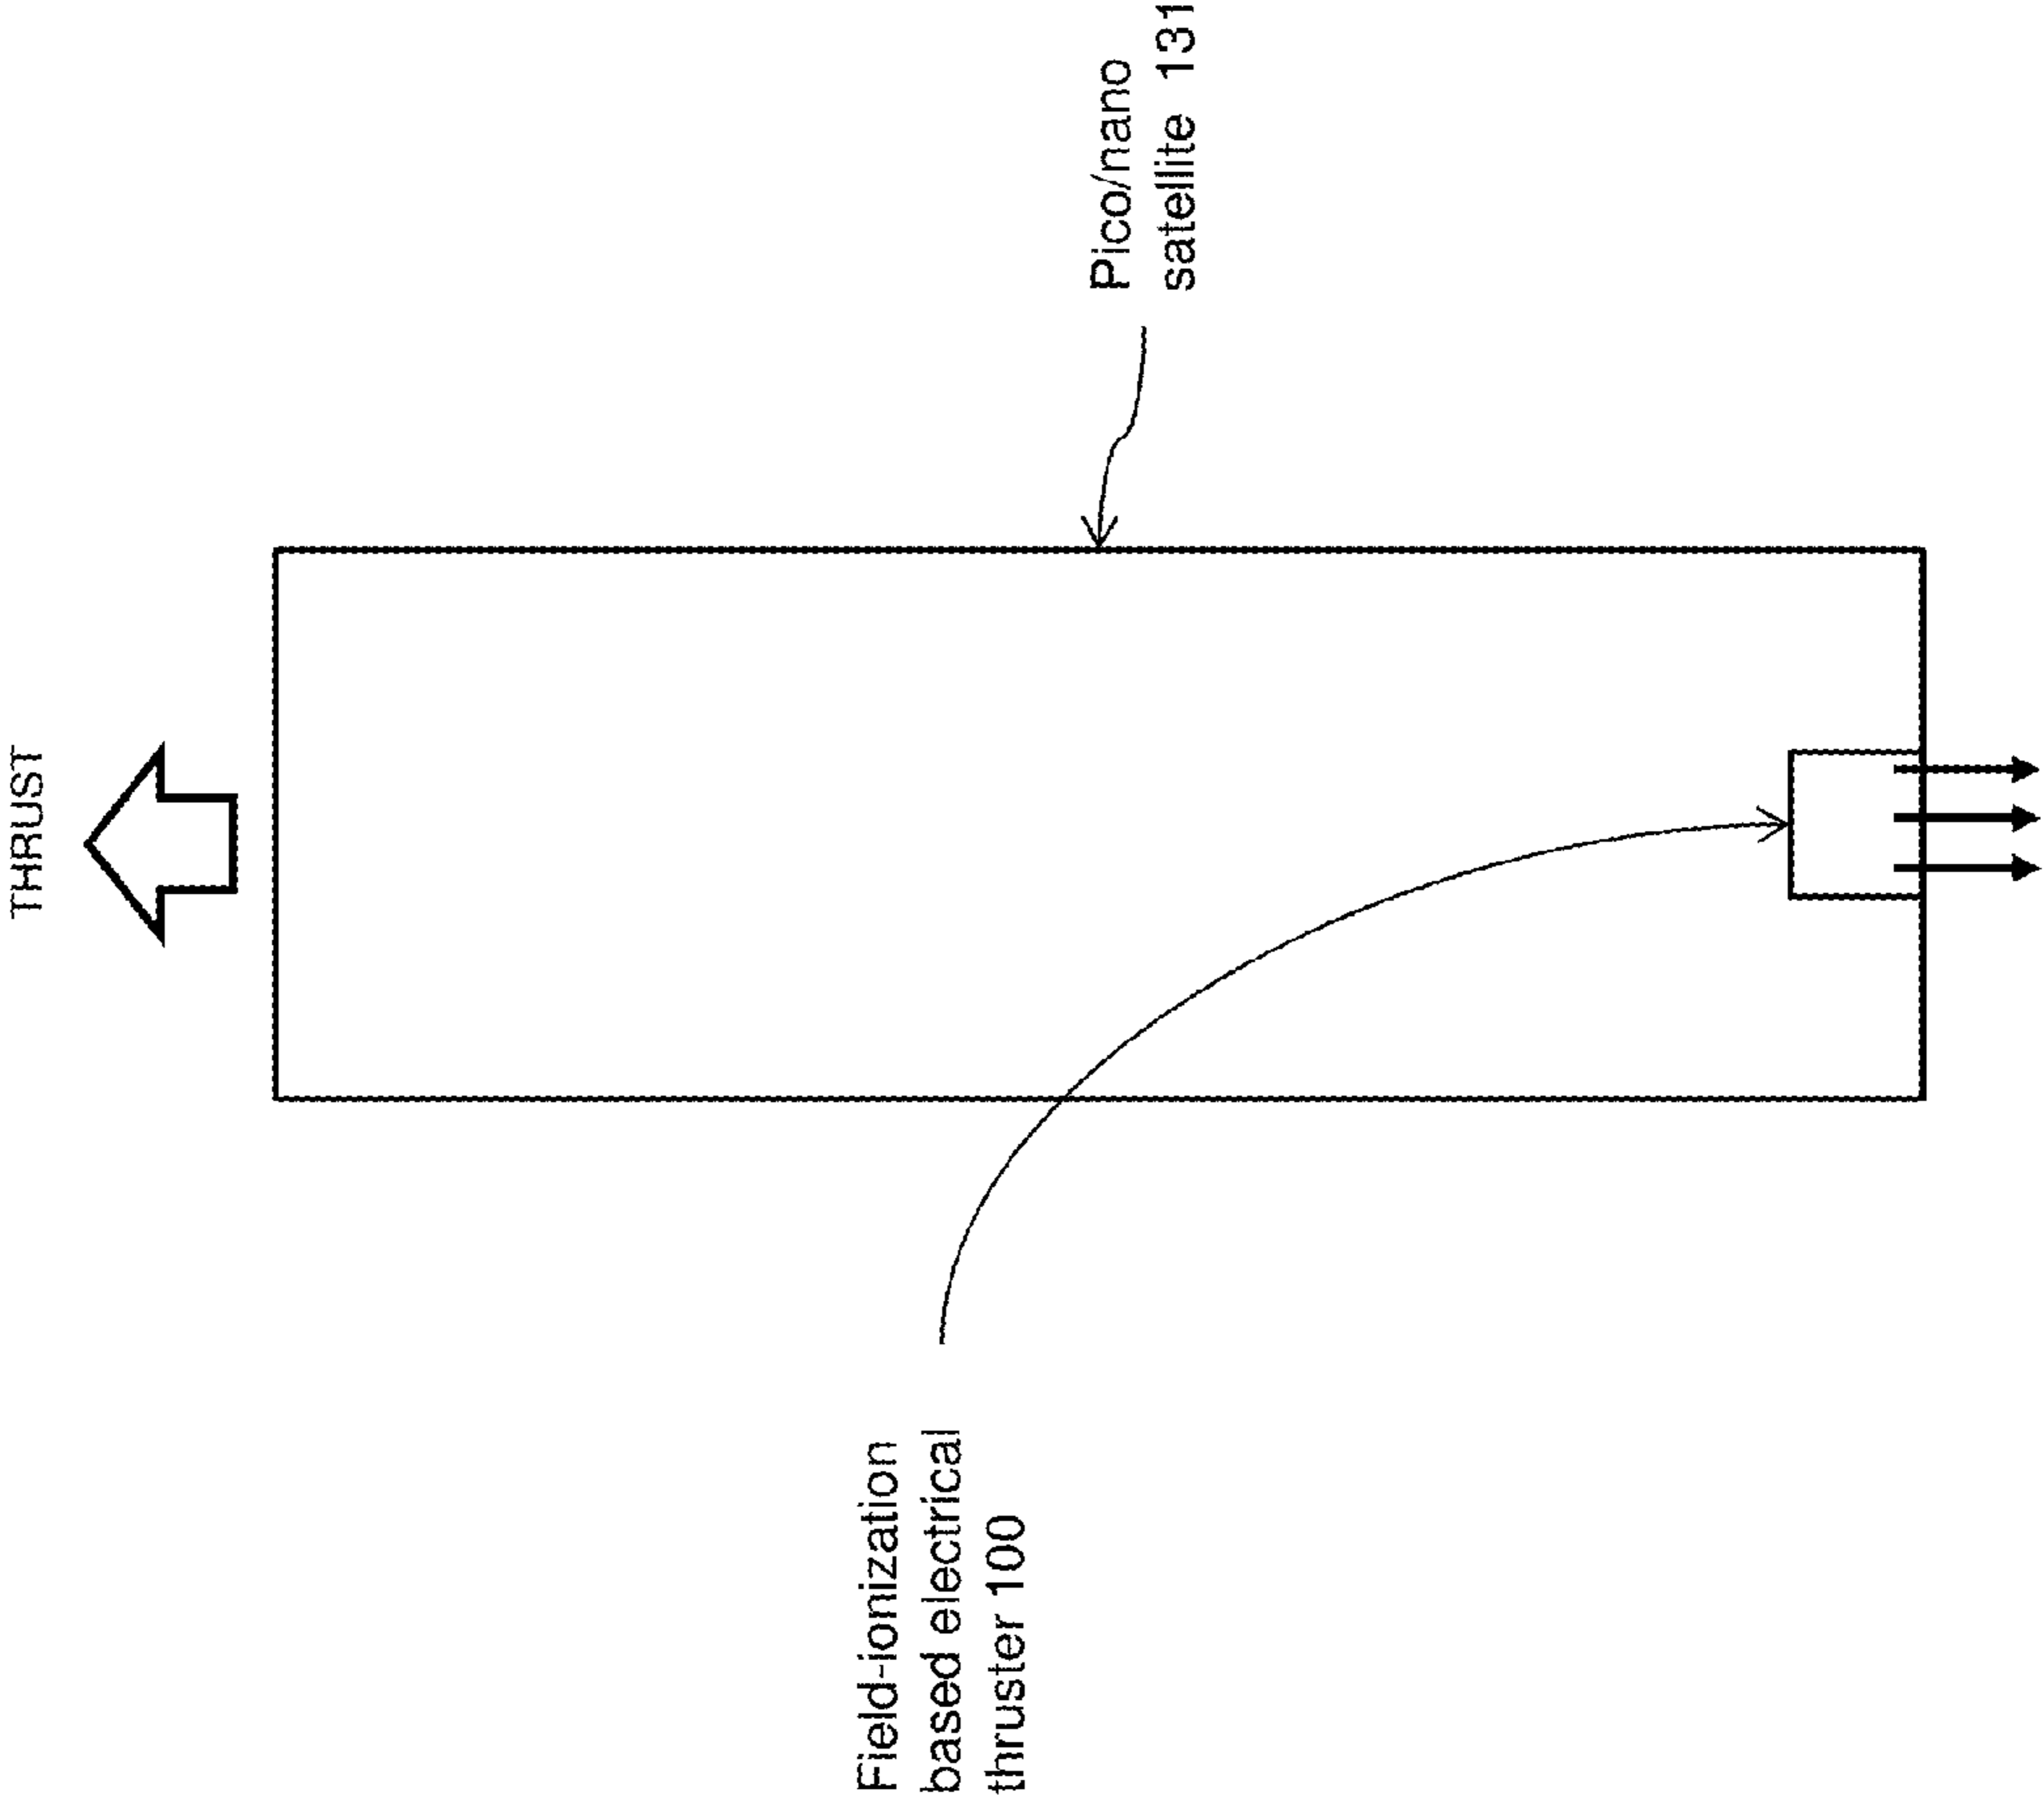 THRUST
Pico/nano
satellite 131
Field-ionization
based electrical
thruster 100